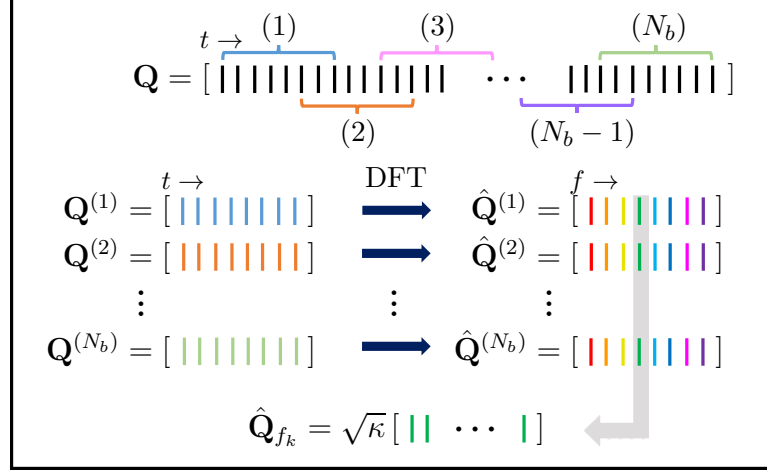 t → (1) (3) (N_b)
Q = [ | | | | | | | | | | | | | | | ⋯ | | | | | | | | | | ]
(2) (N_b − 1)
t → DFT f →
Q^{(1)} = [ | | | | | | | | ] Q̂^{(1)} = [ | | | | | | | | ]
Q^{(2)} = [ | | | | | | | | ] Q̂^{(2)} = [ | | | | | | | | ]
⋮ ⋮ ⋮
Q^{(N_b)} = [ | | | | | | | | ] Q̂^{(N_b)} = [ | | | | | | | | ]
Q̂_{f_k} = √κ [ | | ⋯ | ]